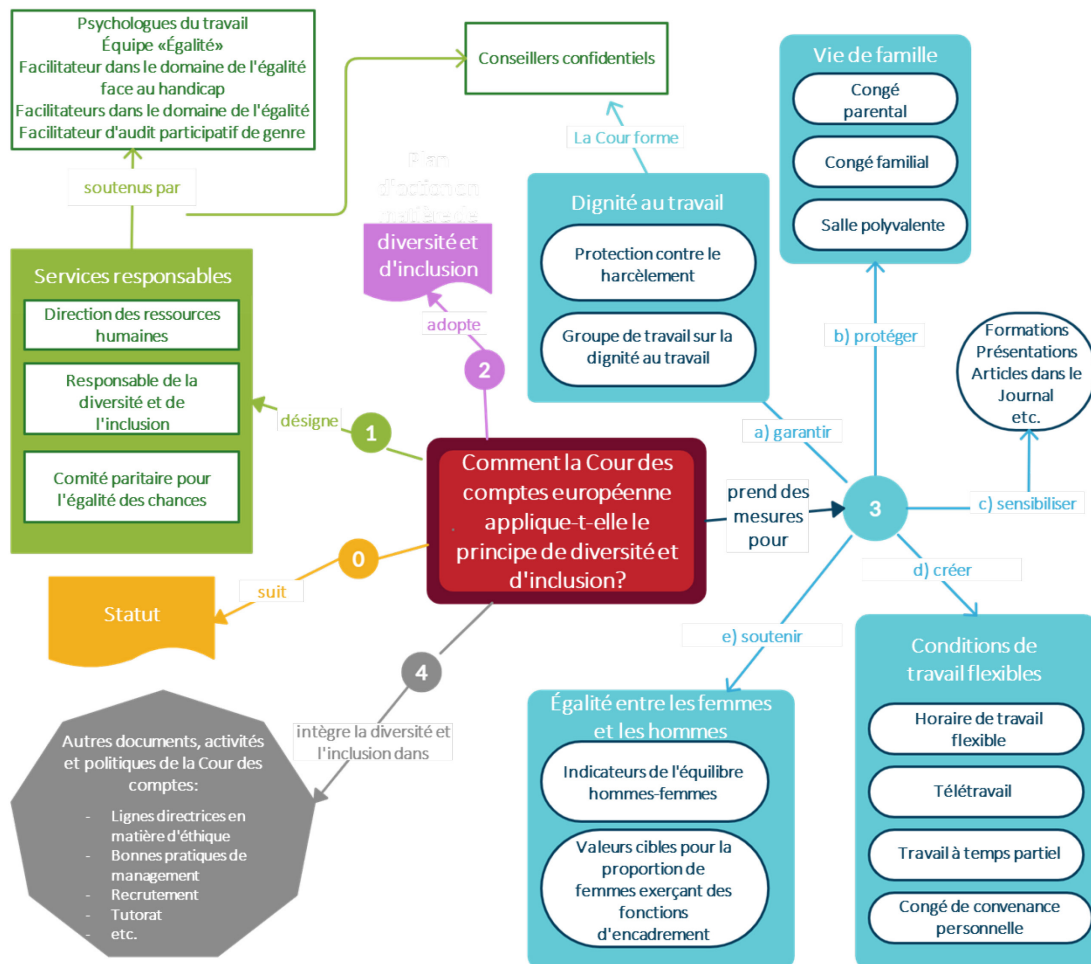 Psychologues du travail
Équipe «Égalité»
Facilitateur dans le domaine de l'égalité
face au handicap
Facilitateurs dans le domaine de l'égalité
Facilitateur d'audit participatif de genre
Conseillers confidentiels
soutenus par
La Cour forme
Services responsables
Direction des ressources
humaines
Responsable de la
diversité et de
l'inclusion
Comité paritaire pour
l'égalité des chances
désigne
1
Plan
d'action en
matière de
diversité et
d'inclusion
adopte
2
Dignité au travail
Protection contre le
harcèlement
Groupe de travail sur la
dignité au travail
a) garantir
Vie de famille
Congé
parental
Congé familial
Salle polyvalente
b) protéger
Formations
Présentations
Articles dans le
Journal
etc.
c) sensibiliser
Comment la Cour des
comptes européenne
applique-t-elle le
principe de diversité et
d'inclusion?
prend des
mesures
pour
3
0
suit
Statut
4
intègre la diversité et
l'inclusion dans
Autres documents, activités
et politiques de la Cour des
comptes:
- Lignes directrices en
matière d'éthique
- Bonnes pratiques de
management
- Recrutement
- Tutorat
- etc.
e) soutenir
Égalité entre les femmes
et les hommes
Indicateurs de l'équilibre
hommes-femmes
Valeurs cibles pour la
proportion de
femmes exerçant des
fonctions
d'encadrement
d) créer
Conditions de
travail flexibles
Horaire de travail
flexible
Télétravail
Travail à temps partiel
Congé de convenance
personnelle